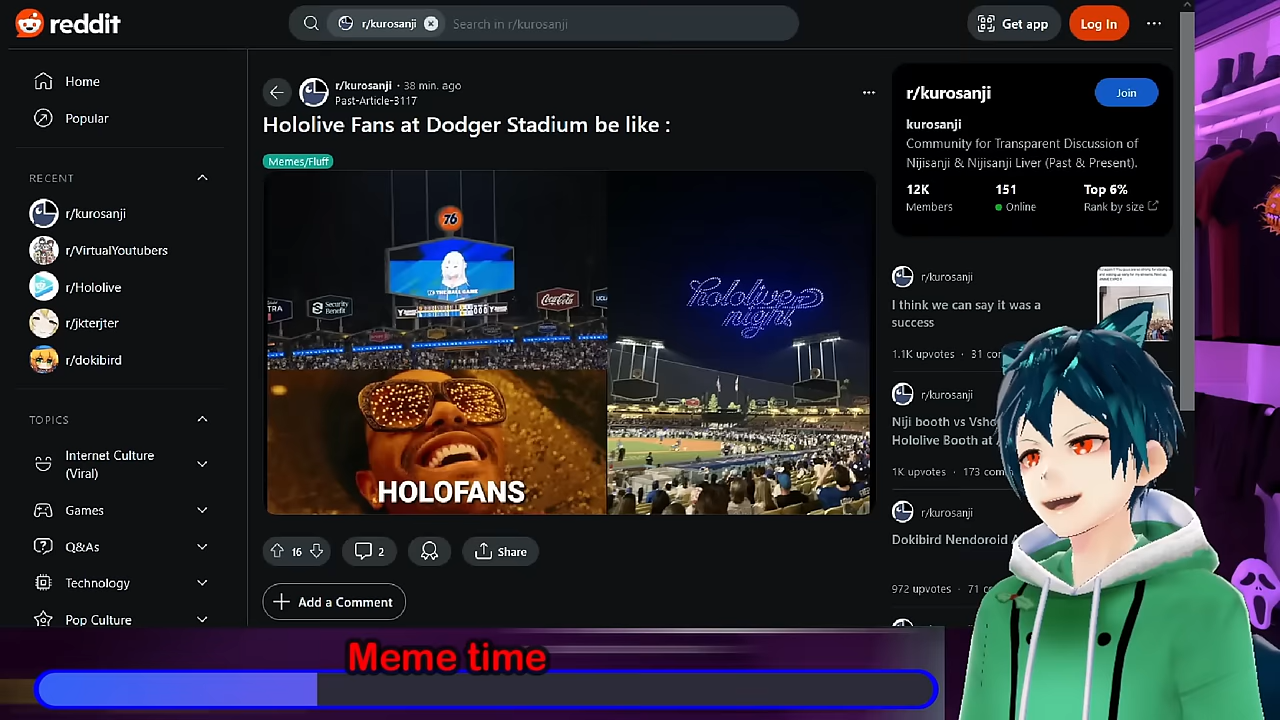 reddit
r/kurosanji
Search in r/kurosanji
Get app
Log In
Home
Popular
RECENT
r/kurosanji
r/VirtualYoutubers
r/Hololive
r/jkterjter
r/dokibird
TOPICS
Internet Culture
(Viral)
Games
Q&As
Technology
Pop Culture
r/kurosanji · 38 min. ago
Past-Article-3117
Hololive Fans at Dodger Stadium be like :
Memes/Fluff
76
Security
Benefit
Coca-Cola
hololive
night
HOLOFANS
16
2
Share
Add a Comment
r/kurosanji
Join
kurosanji
Community for Transparent Discussion of
Nijisanji & Nijisanji Liver (Past & Present).
12K
151
Top 6%
Members
Online
Rank by size
r/kurosanji
I think we can say it was a
success
1.1K upvotes · 31
r/kurosanji
Niji booth vs
Hololive Booth at
1K upvotes · 173
r/kurosanji
Dokibird Nendoroid
972 upvotes · 71
Meme time